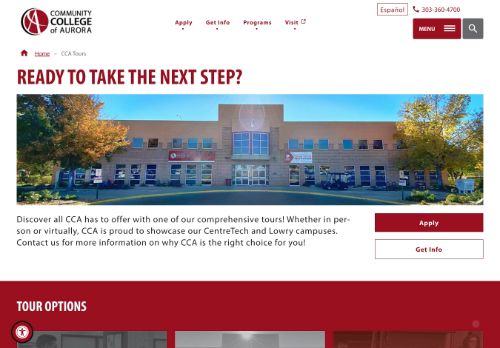 COMMUNITY
COLLEGE
of AURORA
Apply
Get Info
Programs
Visit
Español
303-360-4700
MENU
Home
CCA Tours
READY TO TAKE THE NEXT STEP?
Discover all CCA has to offer with one of our comprehensive tours! Whether in per-
son or virtually, CCA is proud to showcase our CentreTech and Lowry campuses.
Contact us for more information on why CCA is the right choice for you!
Apply
Get Info
TOUR OPTIONS